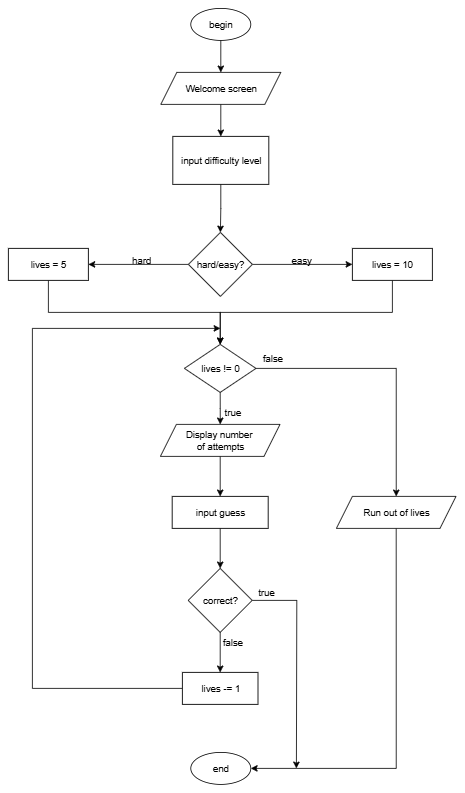 begin
Welcome screen
input difficulty level
lives = 5
hard
hard/easy?
easy
lives = 10
lives != 0
false
true
Display number
of attempts
input guess
Run out of lives
correct?
true
false
lives -= 1
end